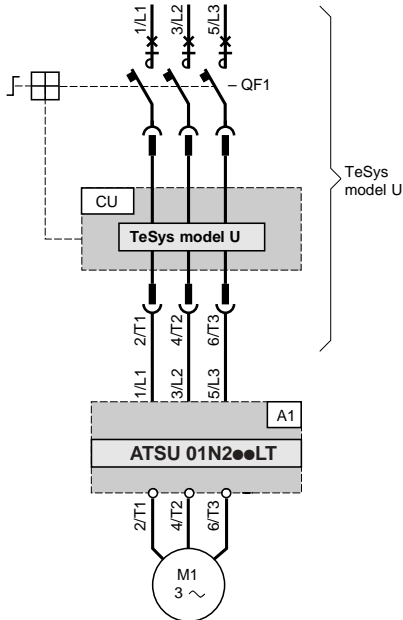 1/L1 3/L2 5/L3
QF1
TeSys
model U
CU
TeSys model U
2/T1 4/T2 6/T3
1/L1 3/L2 5/L3
A1
ATSU 01N2●●LT
2/T1 4/T2 6/T3
M1
3 ~